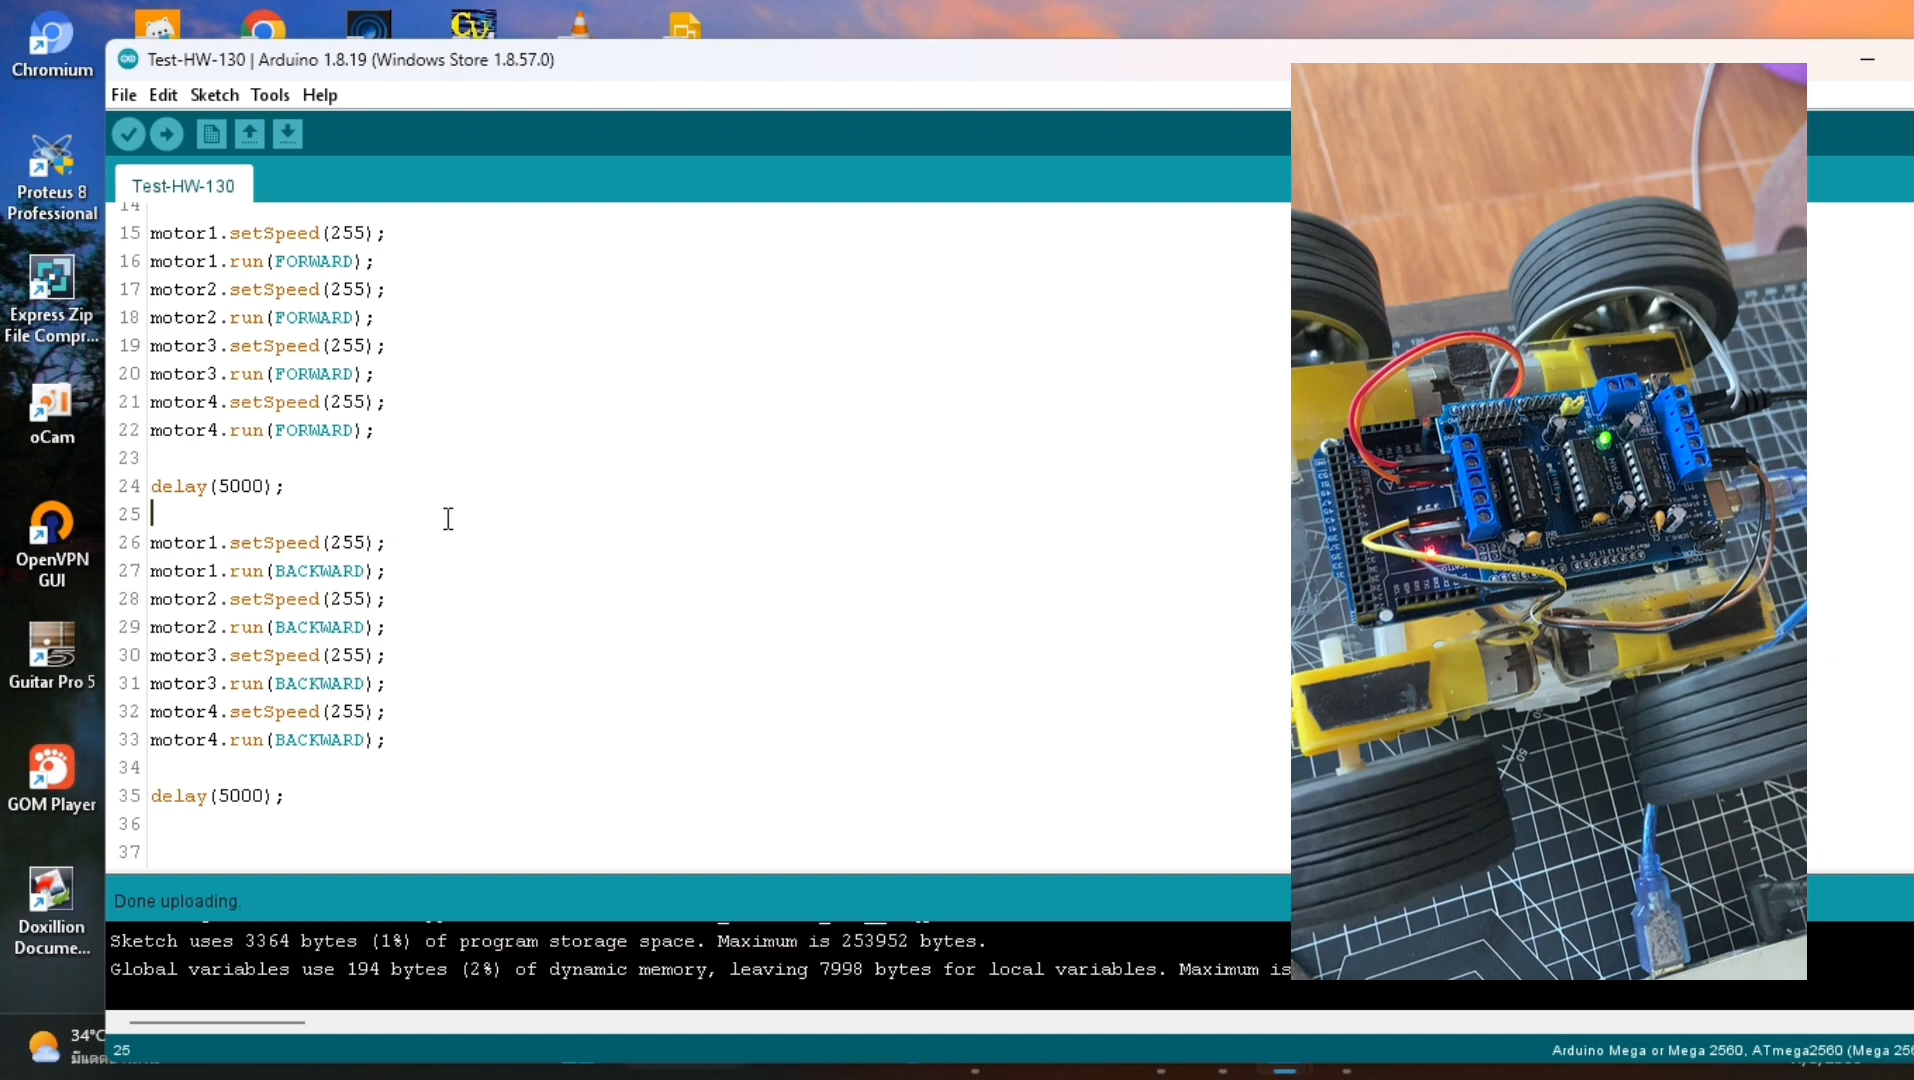 Chromium
Proteus 8
Professional
Express Zip
File Compr...
oCam
OpenVPN
GUI
Guitar Pro 5
GOM Player
Doxillion
Docume...
34°C
Test-HW-130 | Arduino 1.8.19 (Windows Store 1.8.57.0)
File Edit Sketch Tools Help
Test-HW-130
14
15 motor1.setSpeed(255);
16 motor1.run(FORWARD);
17 motor2.setSpeed(255);
18 motor2.run(FORWARD);
19 motor3.setSpeed(255);
20 motor3.run(FORWARD);
21 motor4.setSpeed(255);
22 motor4.run(FORWARD);
23
24 delay(5000);
25
26 motor1.setSpeed(255);
27 motor1.run(BACKWARD);
28 motor2.setSpeed(255);
29 motor2.run(BACKWARD);
30 motor3.setSpeed(255);
31 motor3.run(BACKWARD);
32 motor4.setSpeed(255);
33 motor4.run(BACKWARD);
34
35 delay(5000);
36
37
Done uploading.
Sketch uses 3364 bytes (1%) of program storage space. Maximum is 253952 bytes.
Global variables use 194 bytes (2%) of dynamic memory, leaving 7998 bytes for local variables. Maximum is
25
Arduino Mega or Mega 2560, ATmega2560 (Mega 256